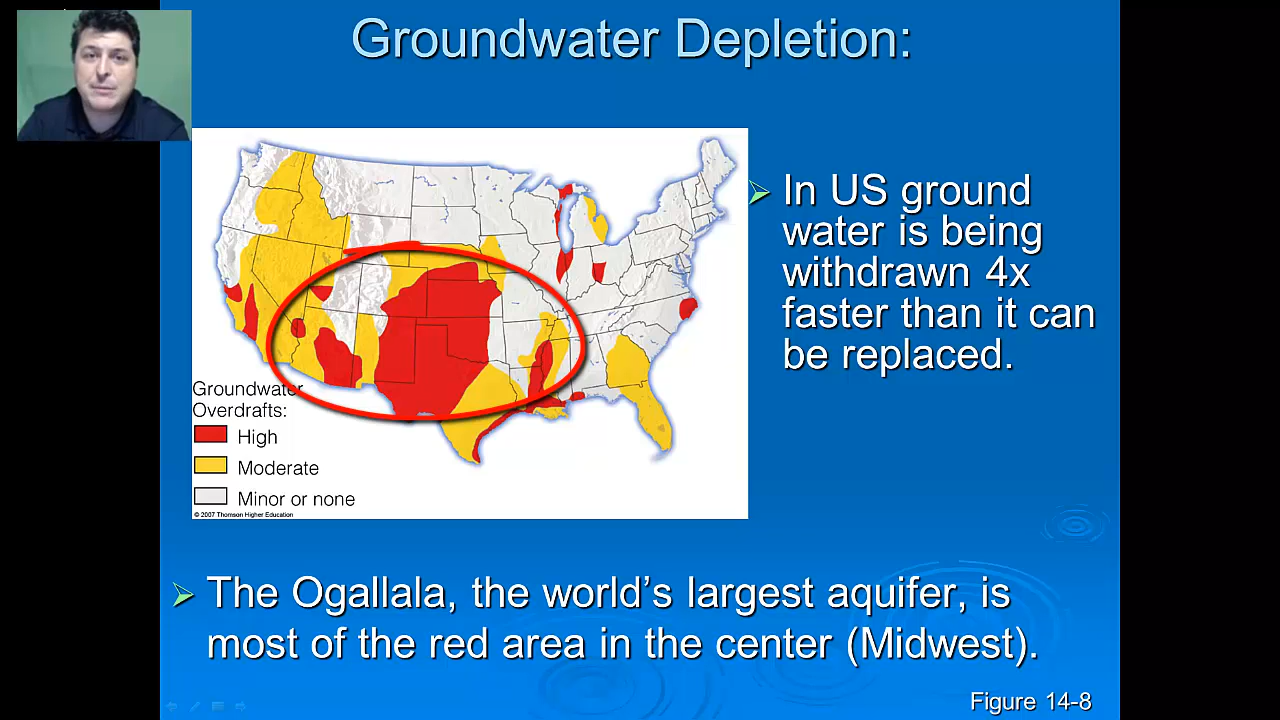 Groundwater Depletion:
In US ground
water is being
withdrawn 4x
faster than it can
be replaced.
Groundwater
Overdrafts:
High
Moderate
Minor or none
© 2007 Thomson Higher Education
The Ogallala, the world’s largest aquifer, is
most of the red area in the center (Midwest).
Figure 14-8